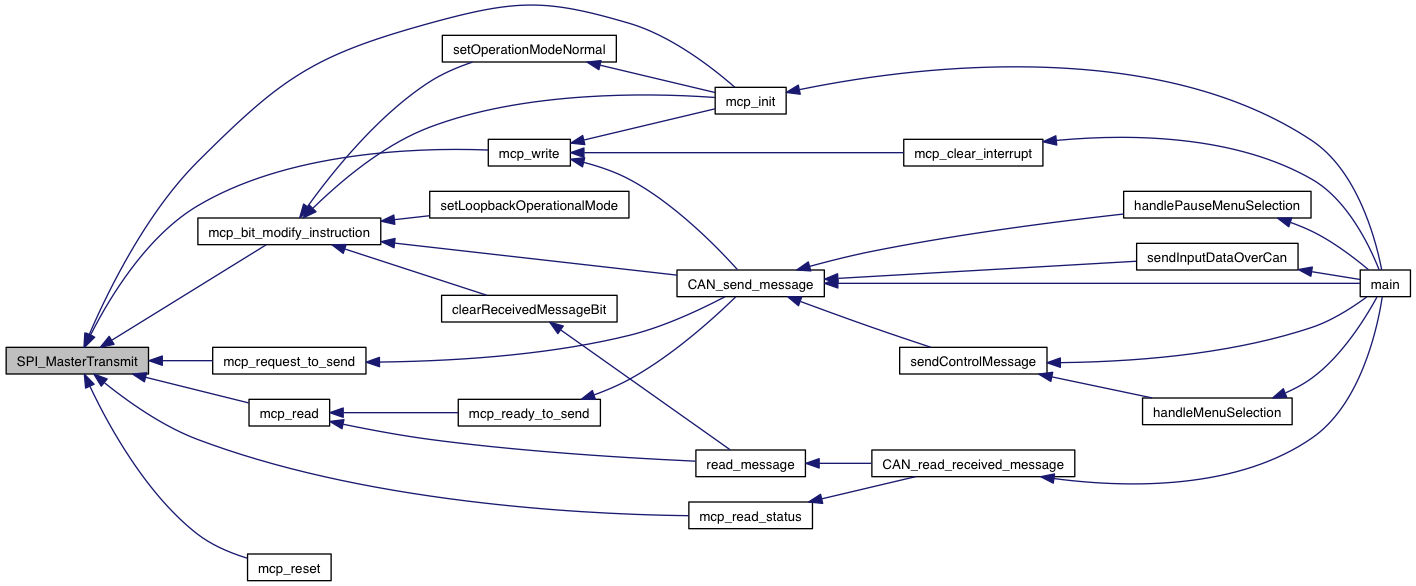 setOperationModeNormal
mcp_init
mcp_write
mcp_clear_interrupt
setLoopbackOperationalMode
handlePauseMenuSelection
mcp_bit_modify_instruction
sendInputDataOverCan
CAN_send_message
main
clearReceivedMessageBit
SPI_MasterTransmit
mcp_request_to_send
sendControlMessage
mcp_read
mcp_ready_to_send
handleMenuSelection
read_message
CAN_read_received_message
mcp_read_status
mcp_reset